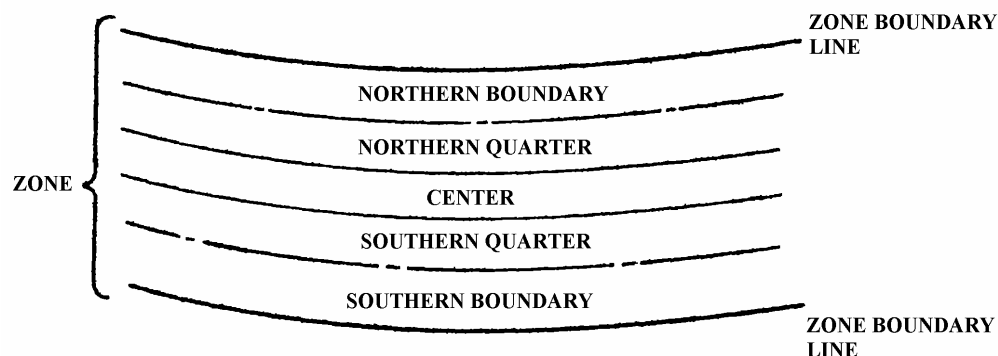 ZONE BOUNDARY
LINE
NORTHERN BOUNDARY
NORTHERN QUARTER
ZONE
CENTER
SOUTHERN QUARTER
SOUTHERN BOUNDARY
ZONE BOUNDARY
LINE